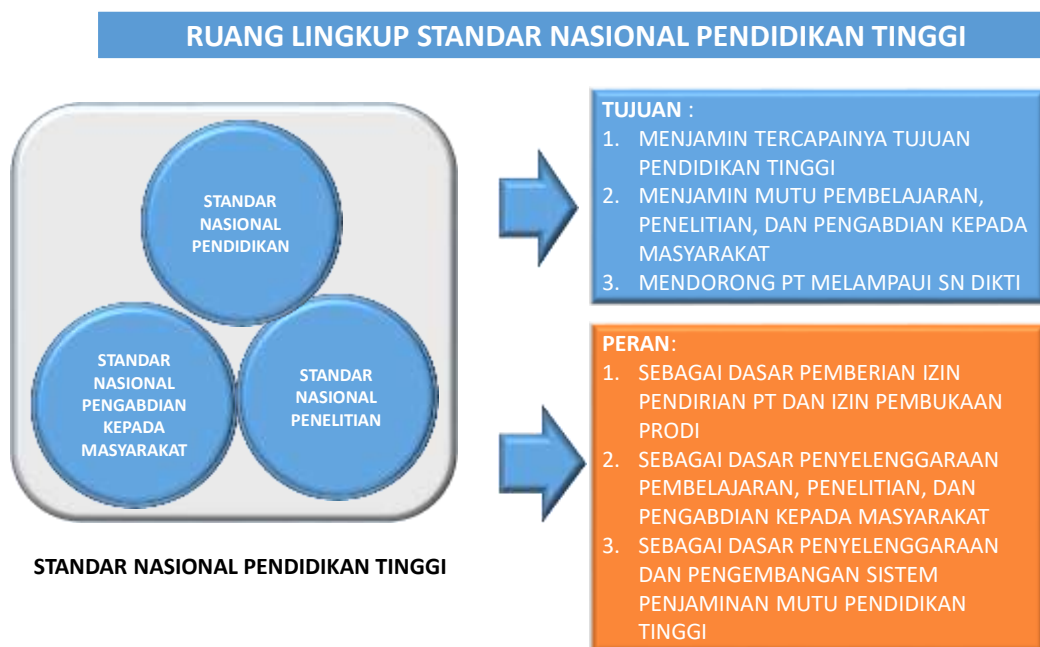 RUANG LINGKUP STANDAR NASIONAL PENDIDIKAN TINGGI
STANDAR
NASIONAL
PENDIDIKAN
STANDAR
NASIONAL
PENGABDIAN
KEPADA
MASYARAKAT
STANDAR
NASIONAL
PENELITIAN
STANDAR NASIONAL PENDIDIKAN TINGGI
TUJUAN :
1. MENJAMIN TERCAPAINYA TUJUAN
PENDIDIKAN TINGGI
2. MENJAMIN MUTU PEMBELAJARAN,
PENELITIAN, DAN PENGABDIAN KEPADA
MASYARAKAT
3. MENDORONG PT MELAMPAUI SN DIKTI
PERAN:
1. SEBAGAI DASAR PEMBERIAN IZIN
PENDIRIAN PT DAN IZIN PEMBUKAAN
PRODI
2. SEBAGAI DASAR PENYELENGGARAAN
PEMBELAJARAN, PENELITIAN, DAN
PENGABDIAN KEPADA MASYARAKAT
3. SEBAGAI DASAR PENYELENGGARAAN
DAN PENGEMBANGAN SISTEM
PENJAMINAN MUTU PENDIDIKAN
TINGGI